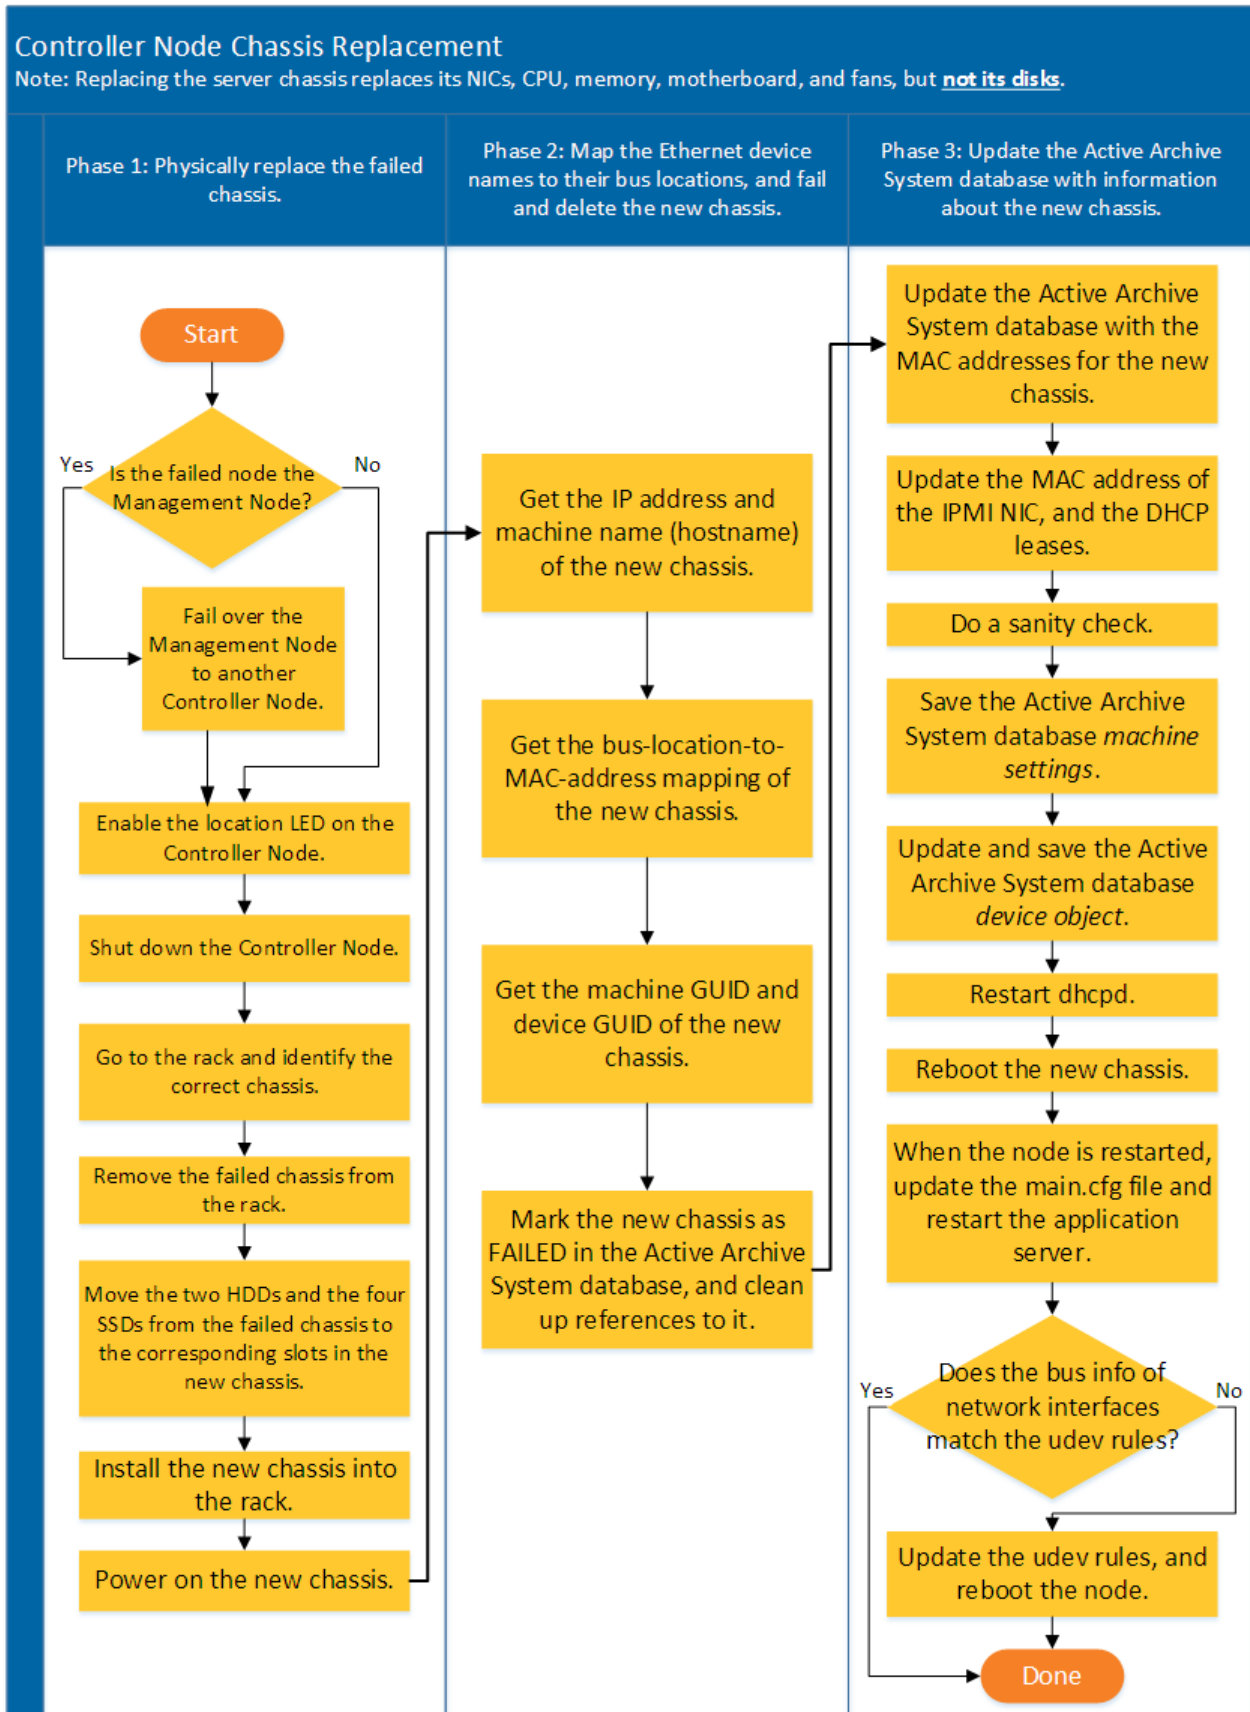 Controller Node Chassis Replacement
Note: Replacing the server chassis replaces its NICs, CPU, memory, motherboard, and fans, but not its disks.
Phase 1: Physically replace the failed
chassis.
Phase 2: Map the Ethernet device
names to their bus locations, and fail
and delete the new chassis.
Phase 3: Update the Active Archive
System database with information
about the new chassis.
Start
Yes
No
Is the failed node the
Management Node?
Fail over the
Management Node
to another
Controller Node.
Enable the location LED on the
Controller Node.
Shut down the Controller Node.
Go to the rack and identify the
correct chassis.
Remove the failed chassis from
the rack.
Move the two HDDs and the four
SSDs from the failed chassis to
the corresponding slots in the
new chassis.
Install the new chassis into
the rack.
Power on the new chassis.
Get the IP address and
machine name (hostname)
of the new chassis.
Get the bus-location-to-
MAC-address mapping of
the new chassis.
Get the machine GUID and
device GUID of the new
chassis.
Mark the new chassis as
FAILED in the Active Archive
System database, and clean
up references to it.
Update the Active Archive
System database with the
MAC addresses for the new
chassis.
Update the MAC address of
the IPMI NIC, and the DHCP
leases.
Do a sanity check.
Save the Active Archive
System database machine
settings.
Update and save the Active
Archive System database
device object.
Restart dhcpd.
Reboot the new chassis.
When the node is restarted,
update the main.cfg file and
restart the application
server.
Yes
No
Does the bus info of
network interfaces
match the udev rules?
Update the udev rules, and
reboot the node.
Done